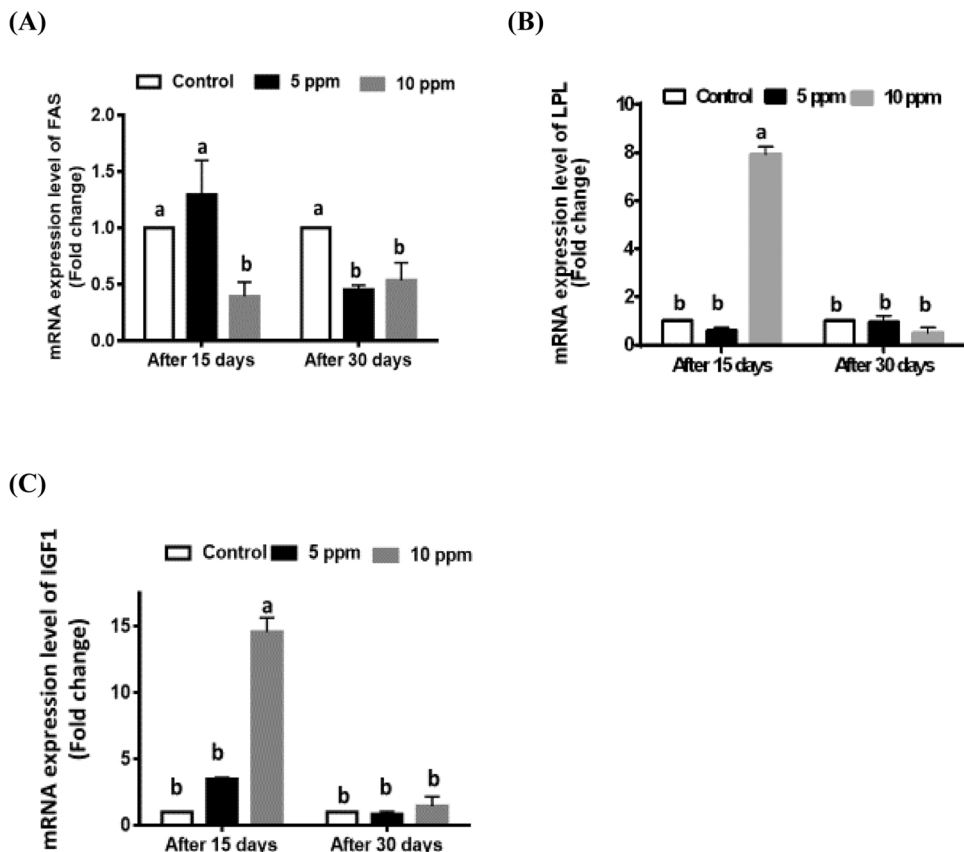 (A)
Control 5 ppm 10 ppm
mRNA expression level of FAS
(Fold change)
2.0
1.5
1.0
0.5
0.0
a
a
b
a
b
b
After 15 days
After 30 days
(B)
Control 5 ppm 10 ppm
mRNA expression level of LPL
(Fold change)
10
8
6
4
2
0
b
b
a
b
b
b
After 15 days
After 30 days
(C)
Control 5 ppm 10 ppm
mRNA expression level of IGF1
(Fold change)
15
10
5
0
b
b
a
b
b
b
After 15 days
After 30 days